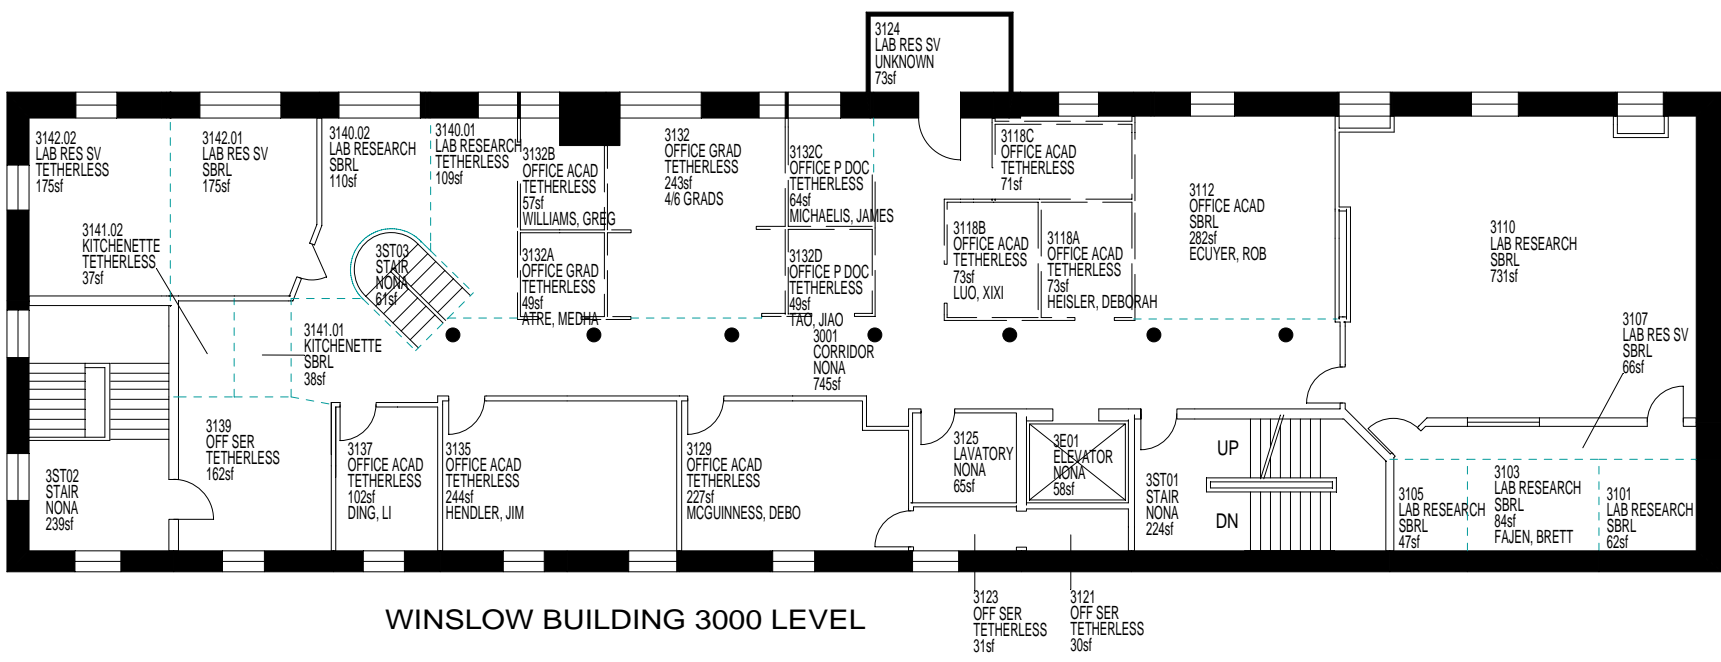 3124
LAB RES SV
UNKNOWN
73sf
3142.02
LAB RES SV
TETHERLESS
175sf
3142.01
LAB RES SV
SBRL
175sf
3140.02
LAB RESEARCH
SBRL
110sf
3140.01
LAB RESEARCH
TETHERLESS
109sf
3132B
OFFICE ACAD
TETHERLESS
57sf
WILLIAMS, GREG
3132
OFFICE GRAD
TETHERLESS
243sf
4/6 GRADS
3132C
OFFICE P DOC
TETHERLESS
64sf
MICHAELIS, JAMES
3118C
OFFICE ACAD
TETHERLESS
71sf
3112
OFFICE ACAD
SBRL
282sf
ECUYER, ROB
3110
LAB RESEARCH
SBRL
731sf
3141.02
KITCHENETTE
TETHERLESS
37sf
3ST03
STAIR
NONA
61sf
3132A
OFFICE GRAD
TETHERLESS
49sf
ATRE, MEDHA
3132D
OFFICE P DOC
TETHERLESS
49sf
TAO, JIAO
3118B
OFFICE ACAD
TETHERLESS
73sf
LUO, XIXI
3118A
OFFICE ACAD
TETHERLESS
73sf
HEISLER, DEBORAH
3141.01
KITCHENETTE
SBRL
38sf
3001
CORRIDOR
NONA
745sf
3107
LAB RES SV
SBRL
66sf
3139
OFF SER
TETHERLESS
162sf
3137
OFFICE ACAD
TETHERLESS
102sf
DING, LI
3135
OFFICE ACAD
TETHERLESS
244sf
HENDLER, JIM
3129
OFFICE ACAD
TETHERLESS
227sf
MCGUINNESS, DEBO
3125
LAVATORY
NONA
65sf
3E01
ELEVATOR
NONA
58sf
UP
DN
3ST02
STAIR
NONA
239sf
3ST01
STAIR
NONA
224sf
3105
LAB RESEARCH
SBRL
47sf
3103
LAB RESEARCH
SBRL
84sf
FAJEN, BRETT
3101
LAB RESEARCH
SBRL
62sf
3123
OFF SER
TETHERLESS
31sf
3121
OFF SER
TETHERLESS
30sf
WINSLOW BUILDING 3000 LEVEL